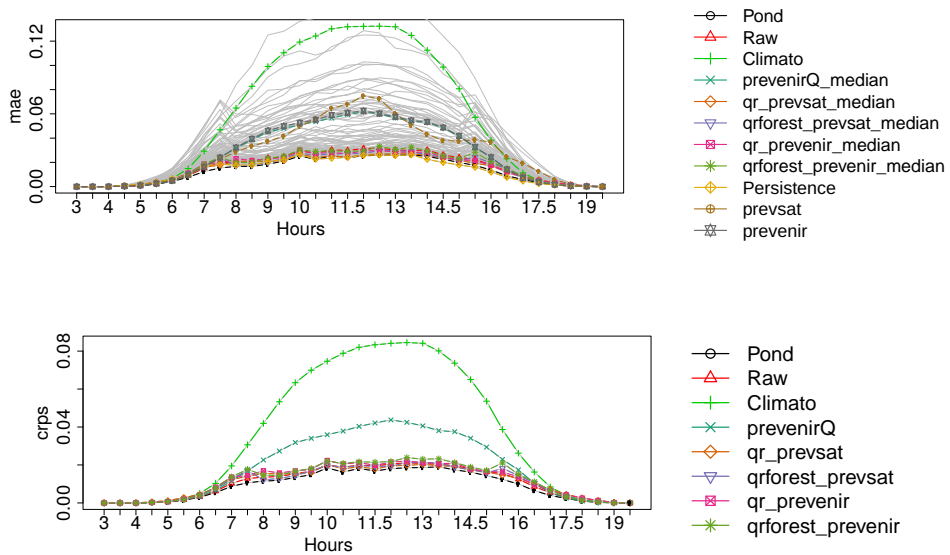 mae
0.00
0.06
0.12
3 4 5 6 7 8 9 10 11.5 13 14.5 16 17.5 19
Hours
Pond
Raw
Climato
prevenirQ_median
qr_prevsat_median
qrforest_prevsat_median
qr_prevenir_median
qrforest_prevenir_median
Persistence
prevsat
prevenir
crps
0.00
0.04
0.08
3 4 5 6 7 8 9 10 11.5 13 14.5 16 17.5 19
Hours
Pond
Raw
Climato
prevenirQ
qr_prevsat
qrforest_prevsat
qr_prevenir
qrforest_prevenir